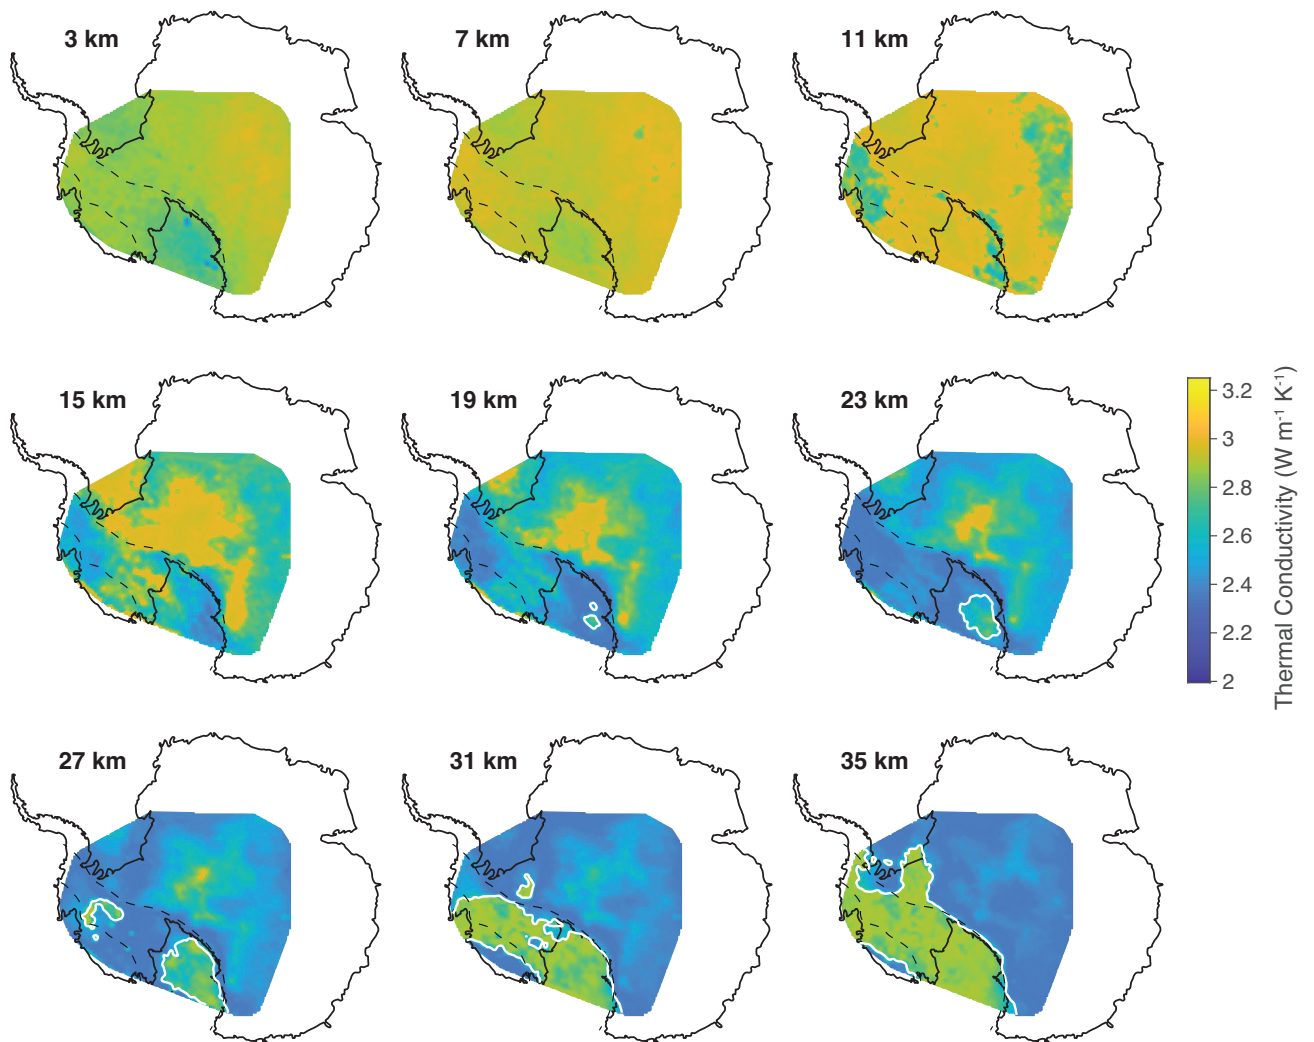 3 km
7 km
11 km
15 km
19 km
23 km
3.2
3
2.8
2.6
2.4
2.2
2
Thermal Conductivity (W m⁻¹ K⁻¹)
27 km
31 km
35 km